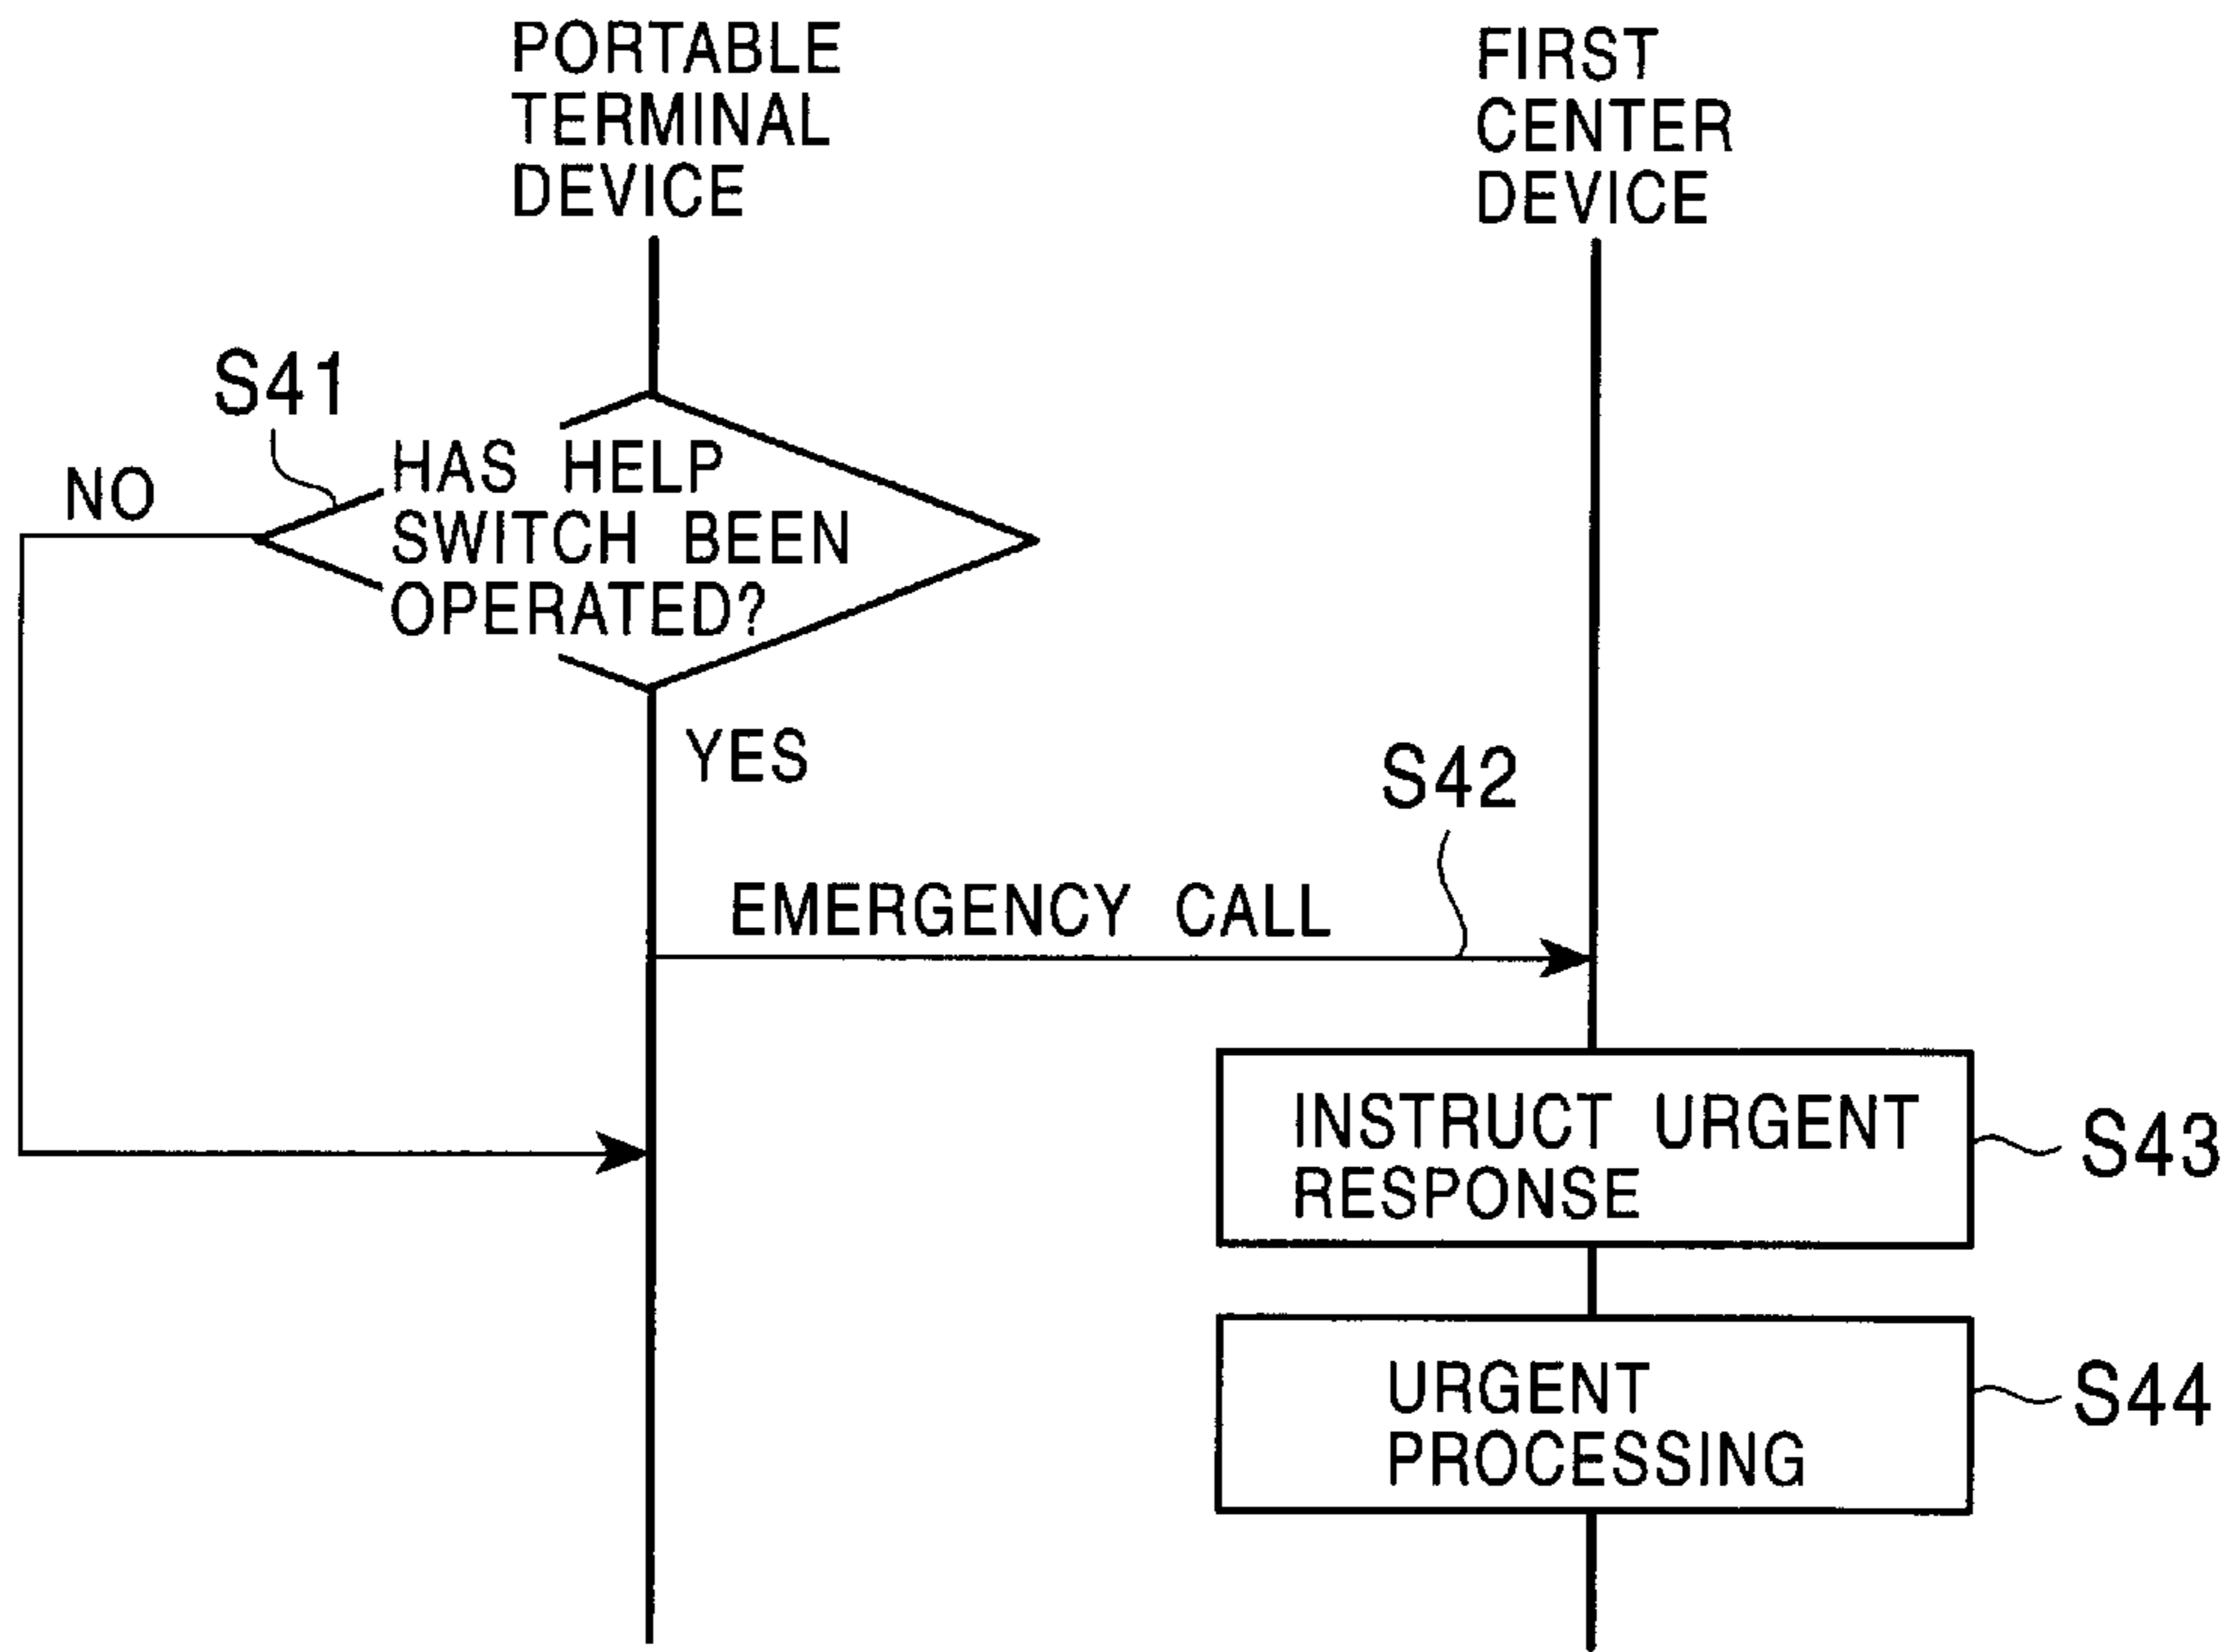 PORTABLE
TERMINAL
DEVICE
FIRST
CENTER
DEVICE
S41
NO
HAS HELP
SWITCH BEEN
OPERATED?
YES
S42
EMERGENCY CALL
INSTRUCT URGENT
RESPONSE
S43
URGENT
PROCESSING
S44